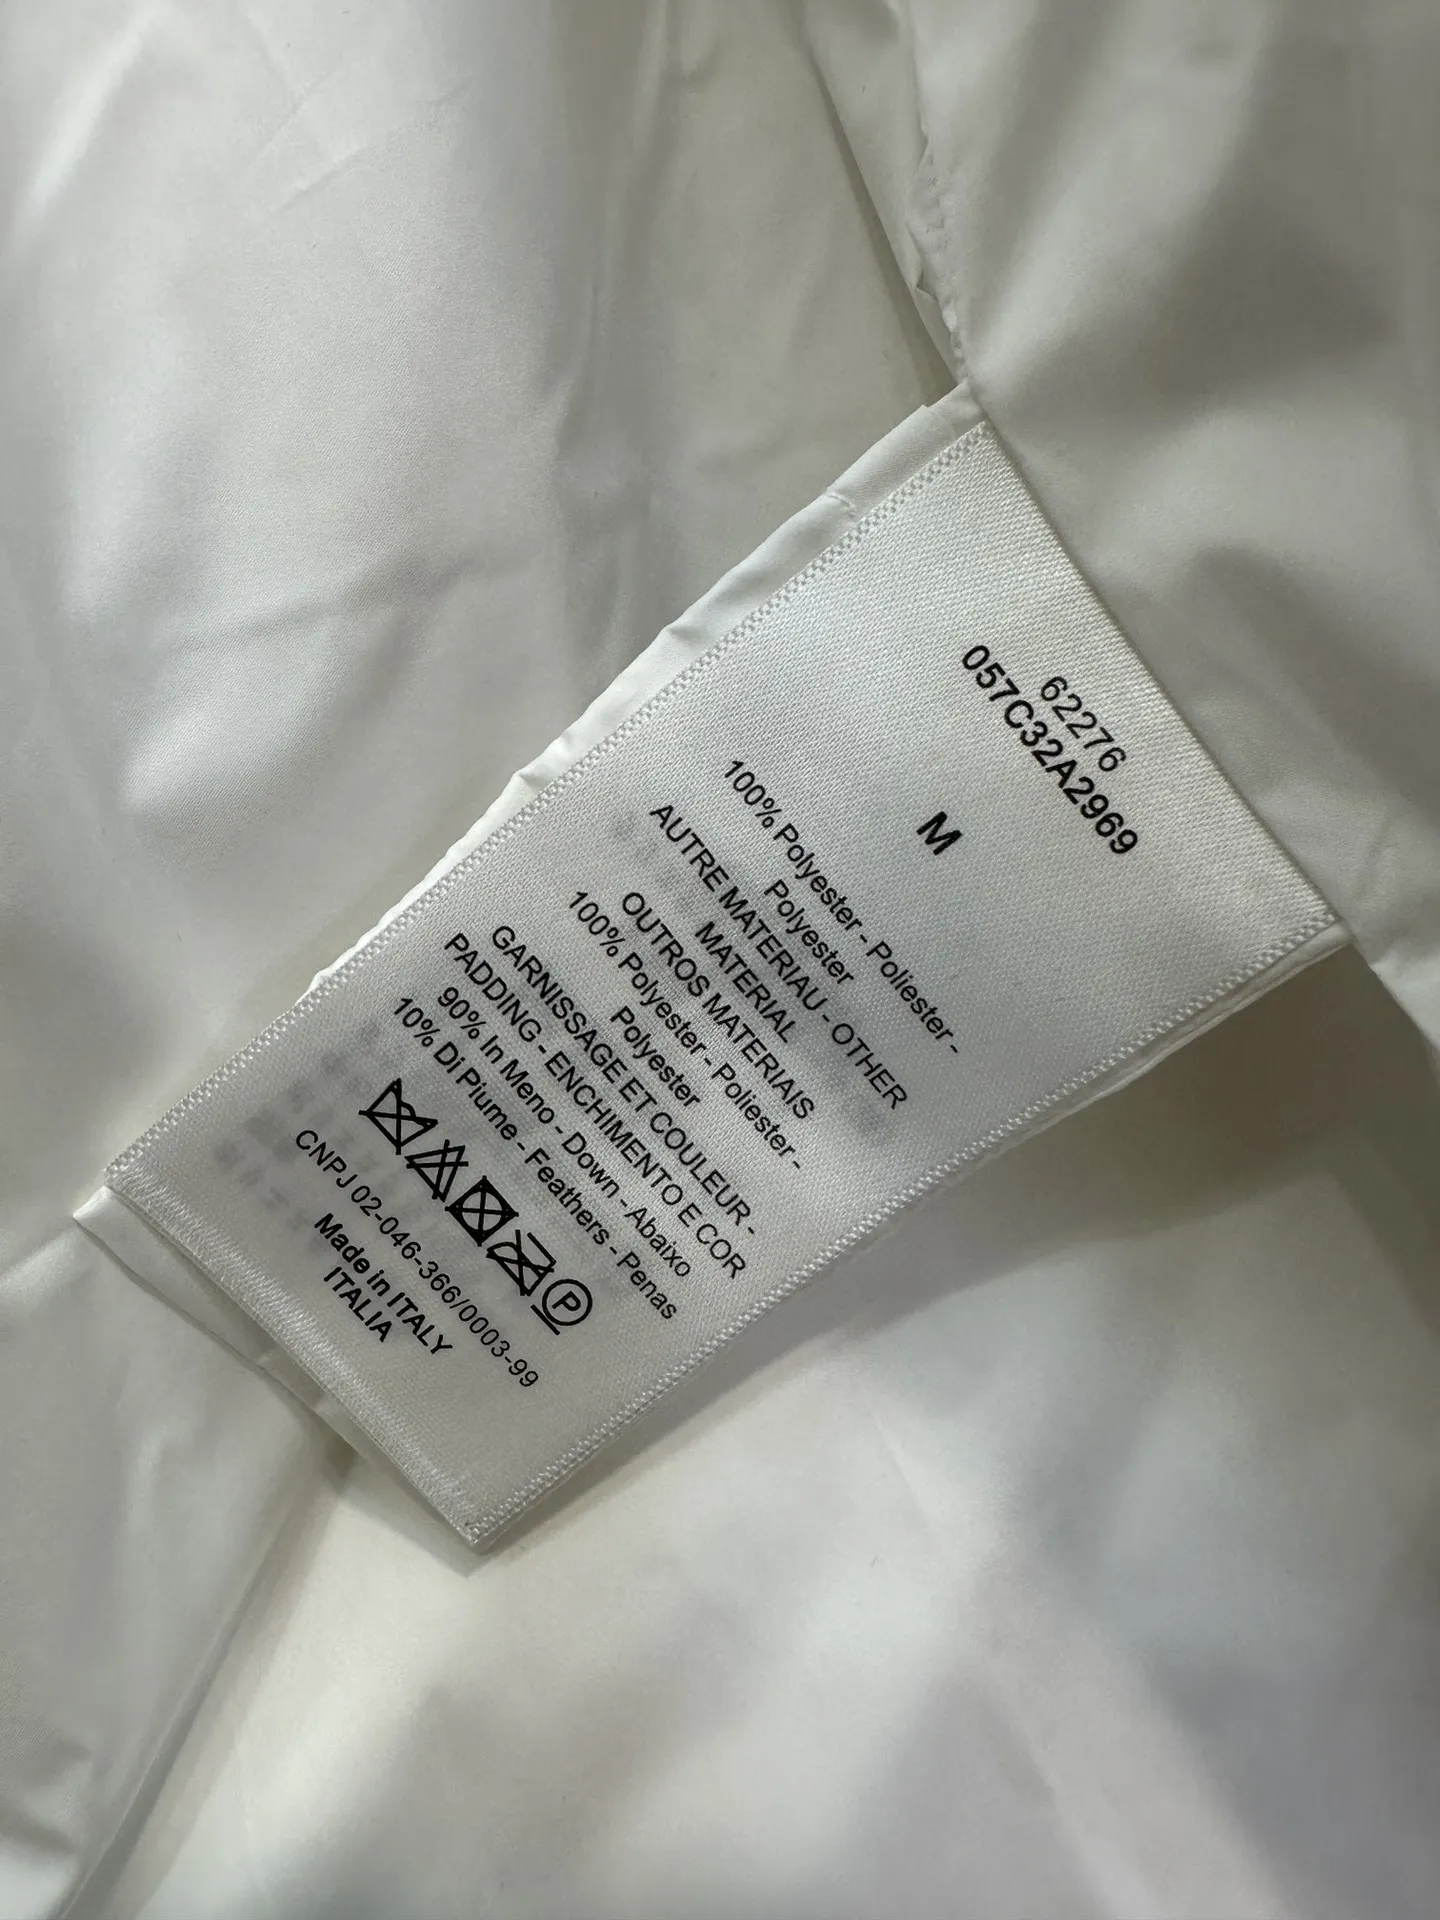 62276
057C32A2969
M
100% Polyester - Poliester -
Polyester
AUTRE MATERIAU - OTHER
MATERIAL
OUTROS MATERIAIS
100% Polyester - Poliester -
Polyester
GARNISSAGE ET COULEUR -
PADDING - ENCHIMENTO E COR
90% In Meno - Down - Abaixo
10% Di Piume - Feathers - Penas
P
CNPJ 02-046-366/0003-99
Made in ITALY
ITALIA